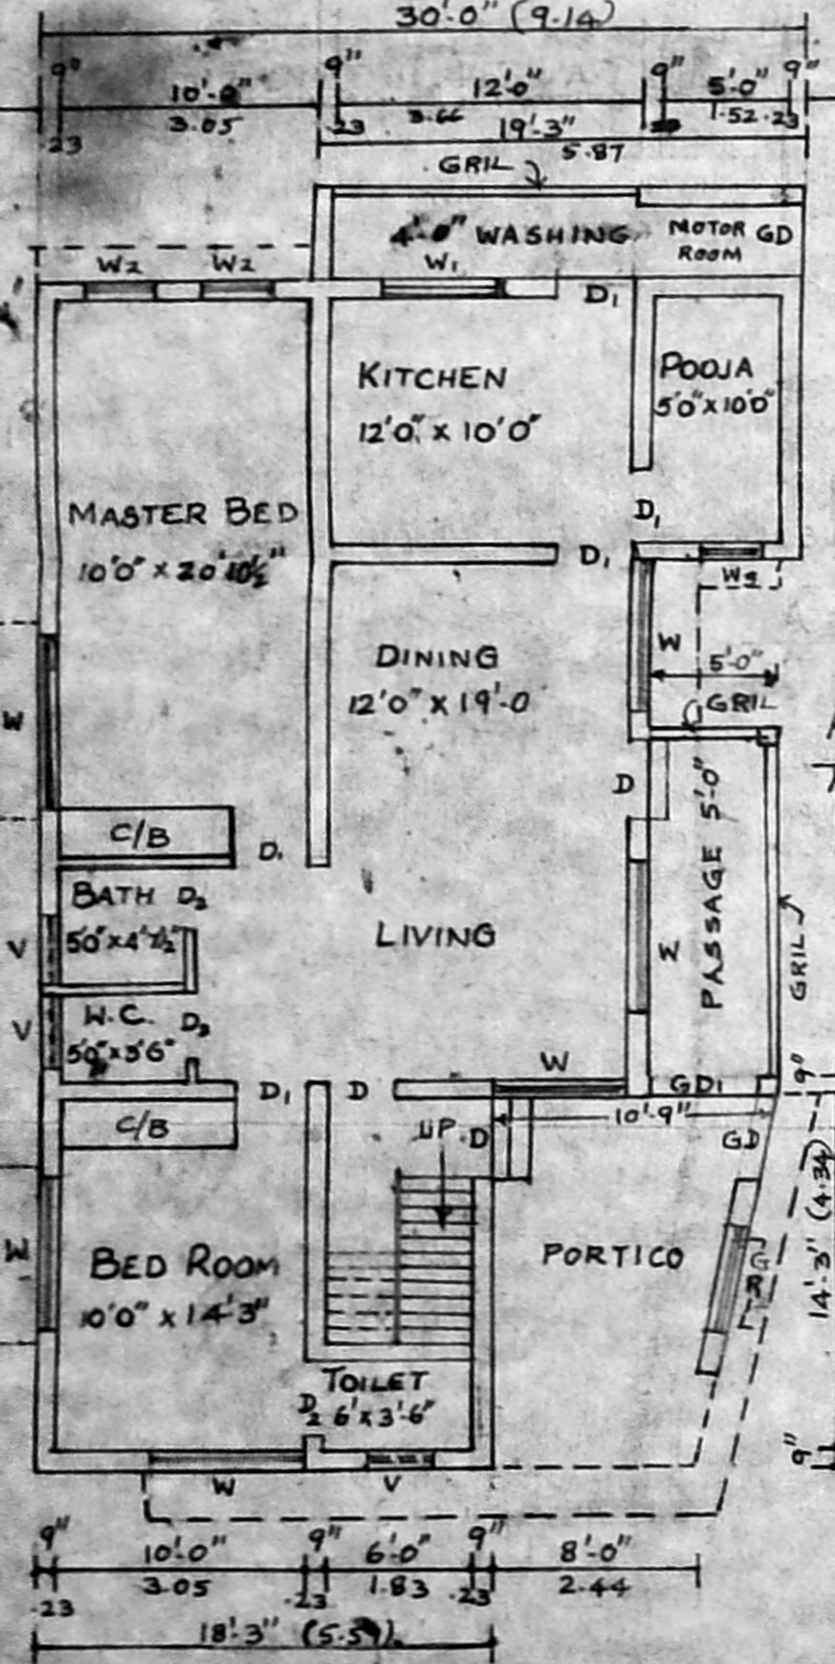 30'-0" (9.14)
9" 10'-0" 9" 12'-0" 9" 5'-0" 9"
.23 3.05 .23 3.66 1.52 .23
19'-3"
5.87
GRIL
4'-0" WASHING MOTOR ROOM GD
W2 W2 W1
D1
KITCHEN
12'0" x 10'0"
POOJA
5'0" x 10'0"
MASTER BED
10'0" x 20'10½"
D1
D1
W2
DINING
12'0" x 19'-0
W
5'-0"
GRIL
W
D
PASSAGE 5'-0"
C/B
D.
BATH D2
5'0" x 4'7½"
V
LIVING
W
GRIL
W.C. D3
5'0" x 3'6"
V
D1 D
W
GD1
9"
C/B
UP D
10'-9"
GD
14'-3" (4.34)
W
BED ROOM
10'0" x 14'3"
PORTICO
GRIL
TOILET
D2 6' x 3'-6"
9"
W
V
9" 10'-0" 9" 6'-0" 9" 8'-0"
.23 3.05 .23 1.83 .23 2.44
18'-3"